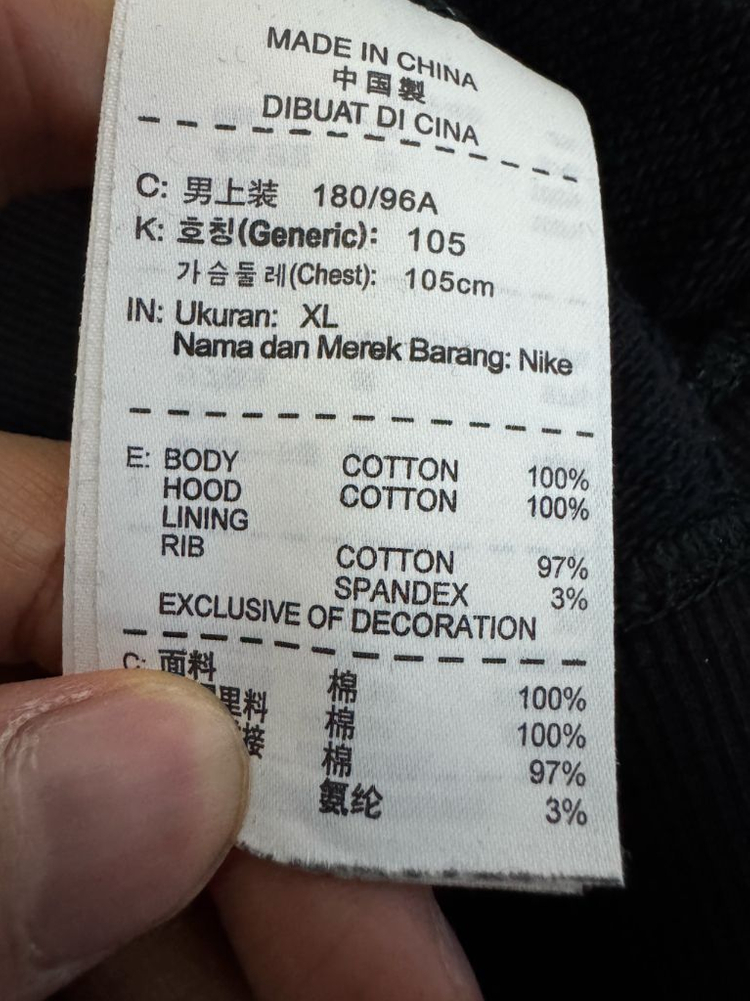 MADE IN CHINA
中国製
DIBUAT DI CINA
C: 男上装 180/96A
K: 호칭(Generic): 105
가슴둘레(Chest): 105cm
IN: Ukuran: XL
Nama dan Merek Barang: Nike
E: BODY COTTON 100%
HOOD COTTON 100%
LINING
RIB COTTON 97%
SPANDEX 3%
EXCLUSIVE OF DECORATION
C: 面料 棉 100%
里料 棉 100%
接 棉 97%
氨纶 3%